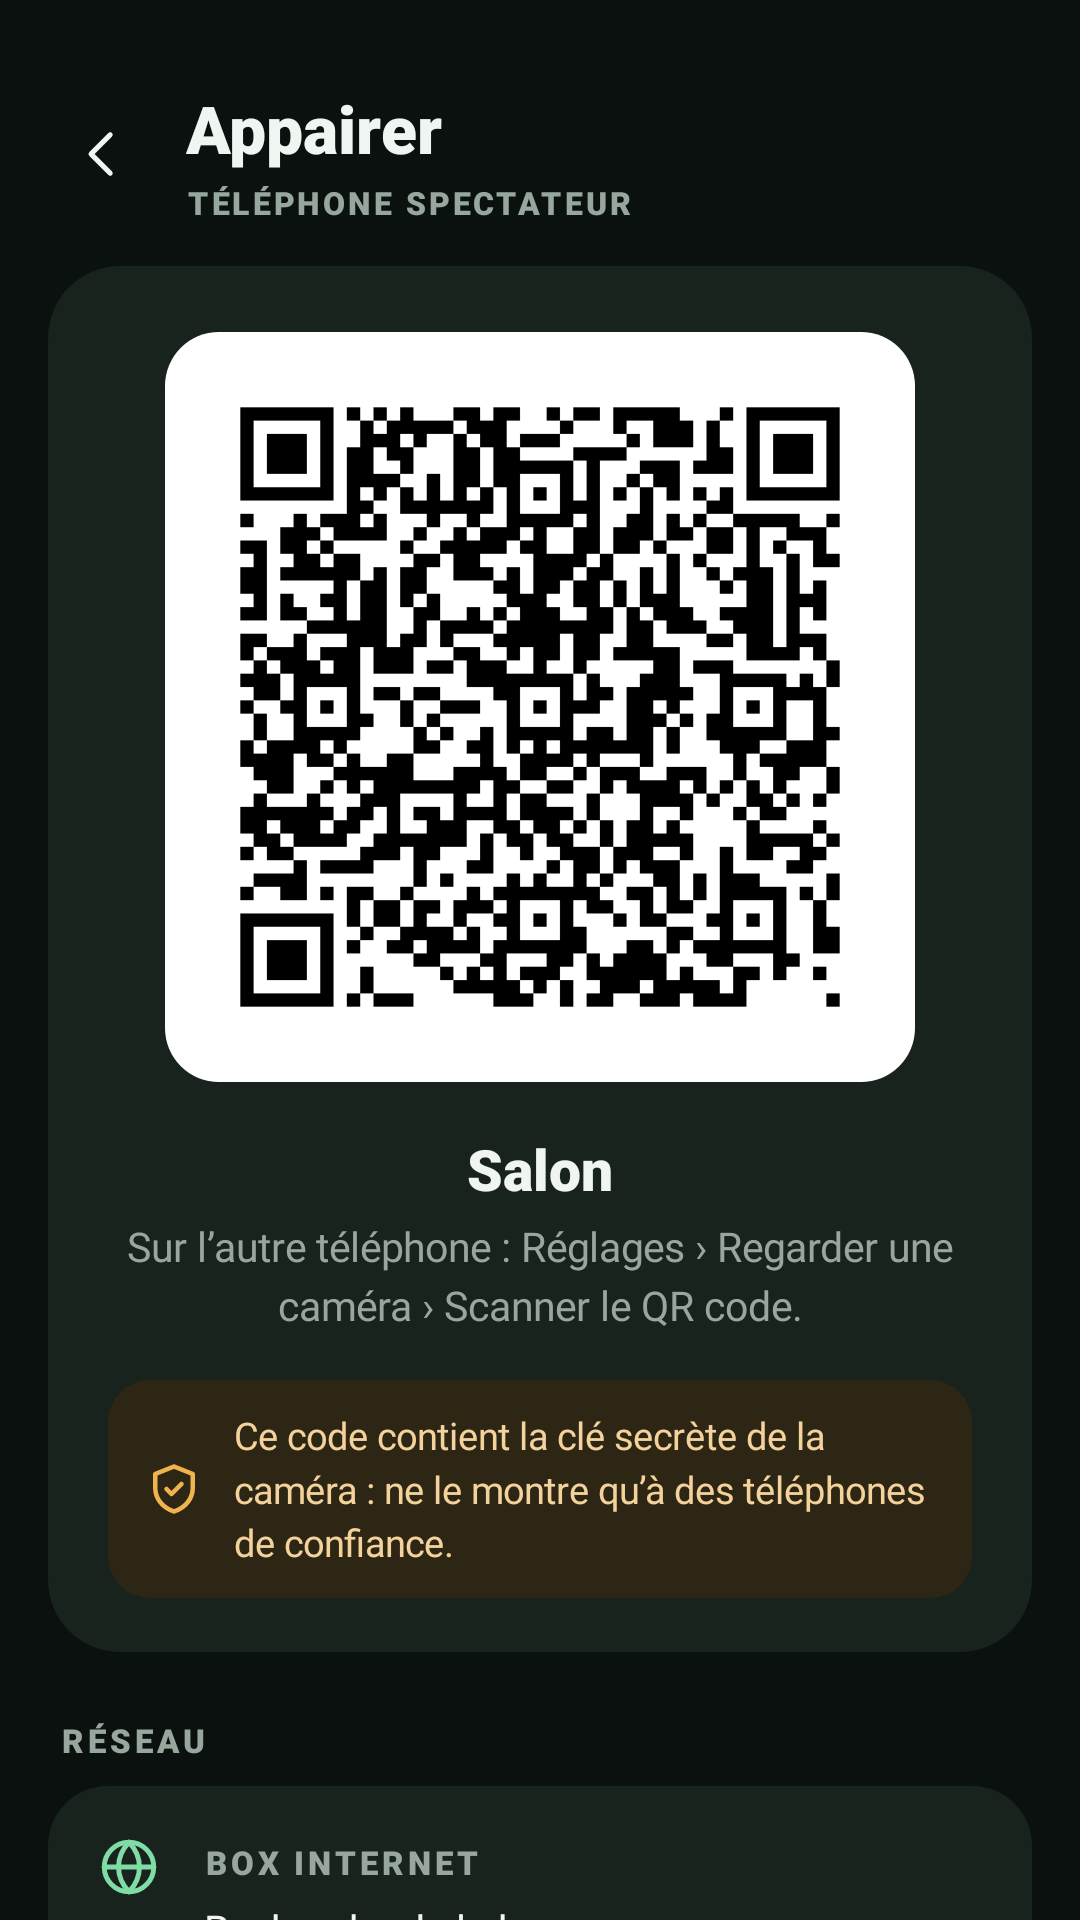 Appairer
TÉLÉPHONE SPECTATEUR
Salon
Sur l’autre téléphone : Réglages › Regarder une
caméra › Scanner le QR code.
Ce code contient la clé secrète de la
caméra : ne le montre qu’à des téléphones
de confiance.
RÉSEAU
BOX INTERNET